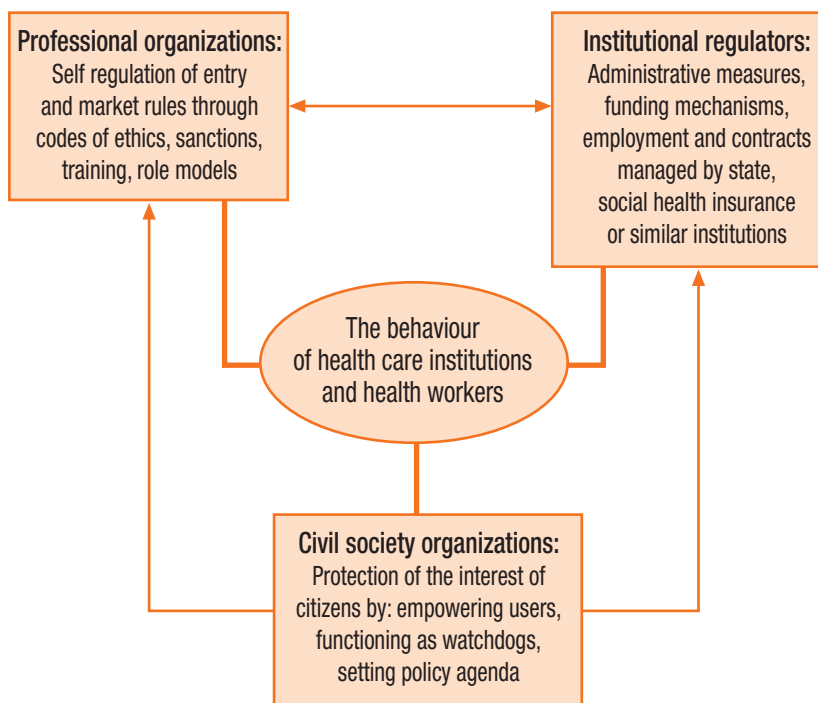 Professional organizations:
Self regulation of entry
and market rules through
codes of ethics, sanctions,
training, role models
Institutional regulators:
Administrative measures,
funding mechanisms,
employment and contracts
managed by state,
social health insurance
or similar institutions
The behaviour
of health care institutions
and health workers
Civil society organizations:
Protection of the interest of
citizens by: empowering users,
functioning as watchdogs,
setting policy agenda